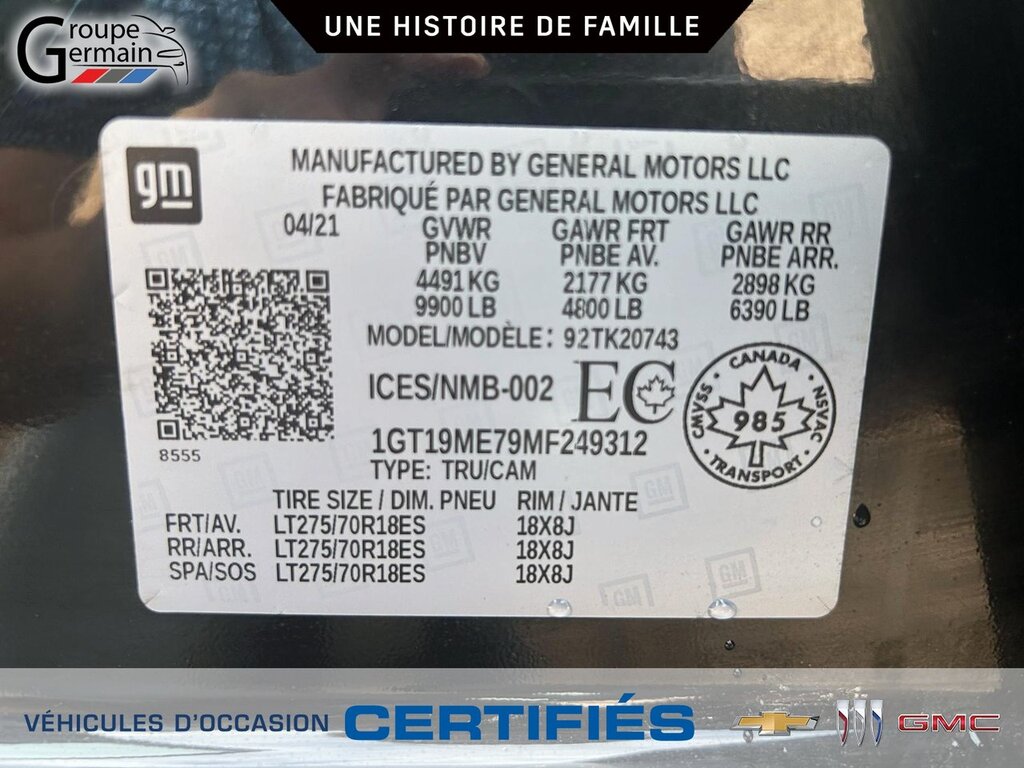 Groupe
Germain
UNE HISTOIRE DE FAMILLE
gm
MANUFACTURED BY GENERAL MOTORS LLC
FABRIQUÉ PAR GENERAL MOTORS LLC
04/21 GVWR GAWR FRT GAWR RR
PNBV PNBE AV. PNBE ARR.
4491 KG 2177 KG 2898 KG
9900 LB 4800 LB 6390 LB
MODEL/MODÈLE: 92TK20743
ICES/NMB-002 EC
CANADA
CMVSS 985 NSVAC
TRANSPORT
8555
1GT19ME79MF249312
TYPE: TRU/CAM
TIRE SIZE / DIM. PNEU RIM / JANTE
FRT/AV. LT275/70R18ES 18X8J
RR/ARR. LT275/70R18ES 18X8J
SPA/SOS LT275/70R18ES 18X8J
VÉHICULES D'OCCASION CERTIFIÉS GMC